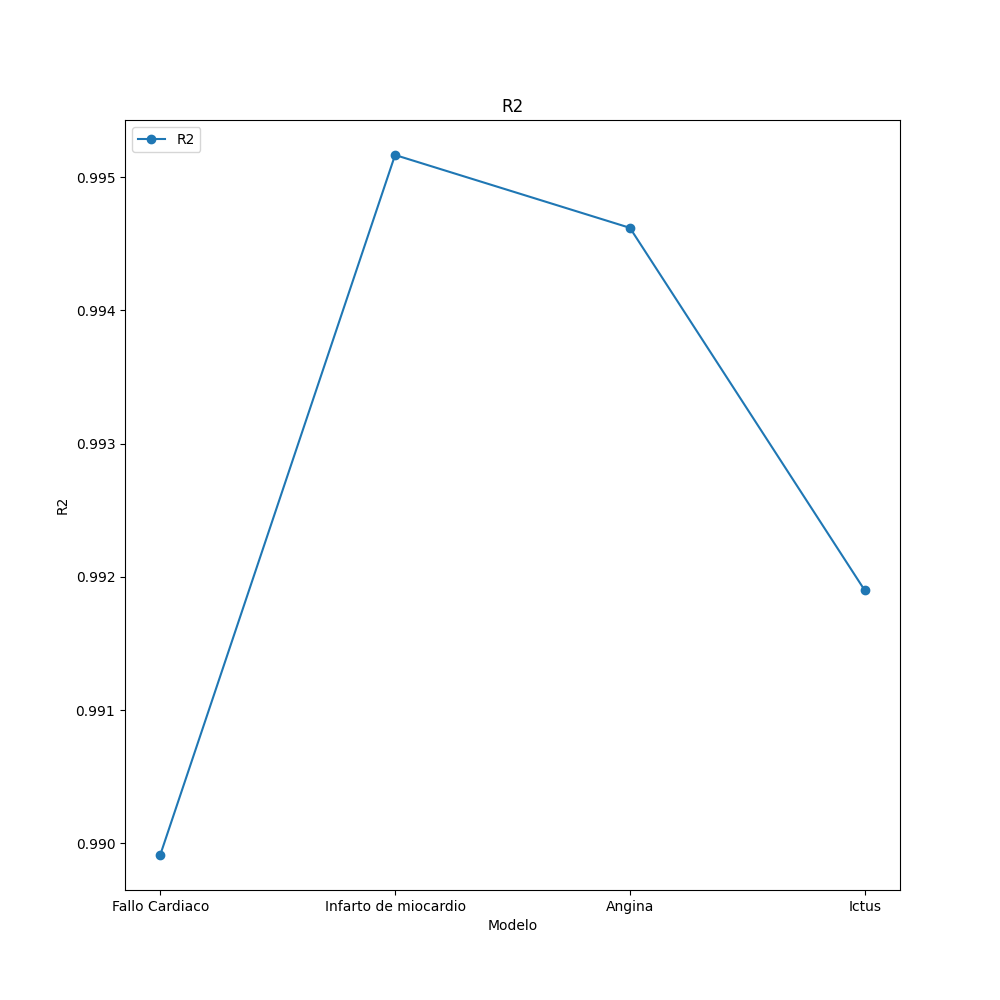 R2
R2
0.995
0.994
0.993
0.992
0.991
0.990
R2
Fallo Cardiaco
Infarto de miocardio
Angina
Ictus
Modelo